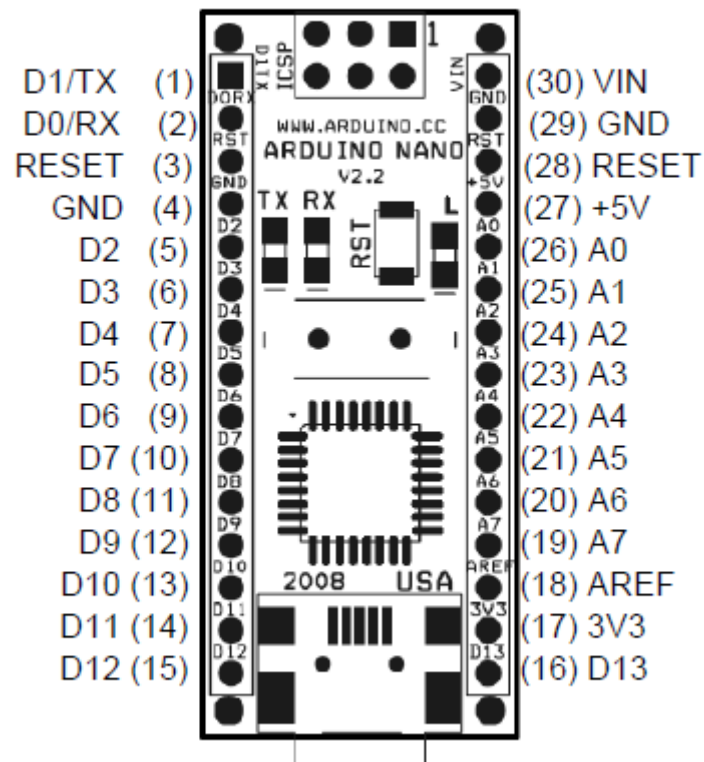 D1/TX (1)
D0/RX (2)
RESET (3)
GND (4)
D2 (5)
D3 (6)
D4 (7)
D5 (8)
D6 (9)
D7 (10)
D8 (11)
D9 (12)
D10 (13)
D11 (14)
D12 (15)
D1TX
D0RX
RST
GND
D2
D3
D4
D5
D6
D7
D8
D9
D10
D11
D12
ICSP
1
WWW.ARDUINO.CC
ARDUINO NANO
V2.2
TX RX
RST
L
2008 USA
VIN
GND
RST
+5V
A0
A1
A2
A3
A4
A5
A6
A7
AREF
3V3
D13
(30) VIN
(29) GND
(28) RESET
(27) +5V
(26) A0
(25) A1
(24) A2
(23) A3
(22) A4
(21) A5
(20) A6
(19) A7
(18) AREF
(17) 3V3
(16) D13